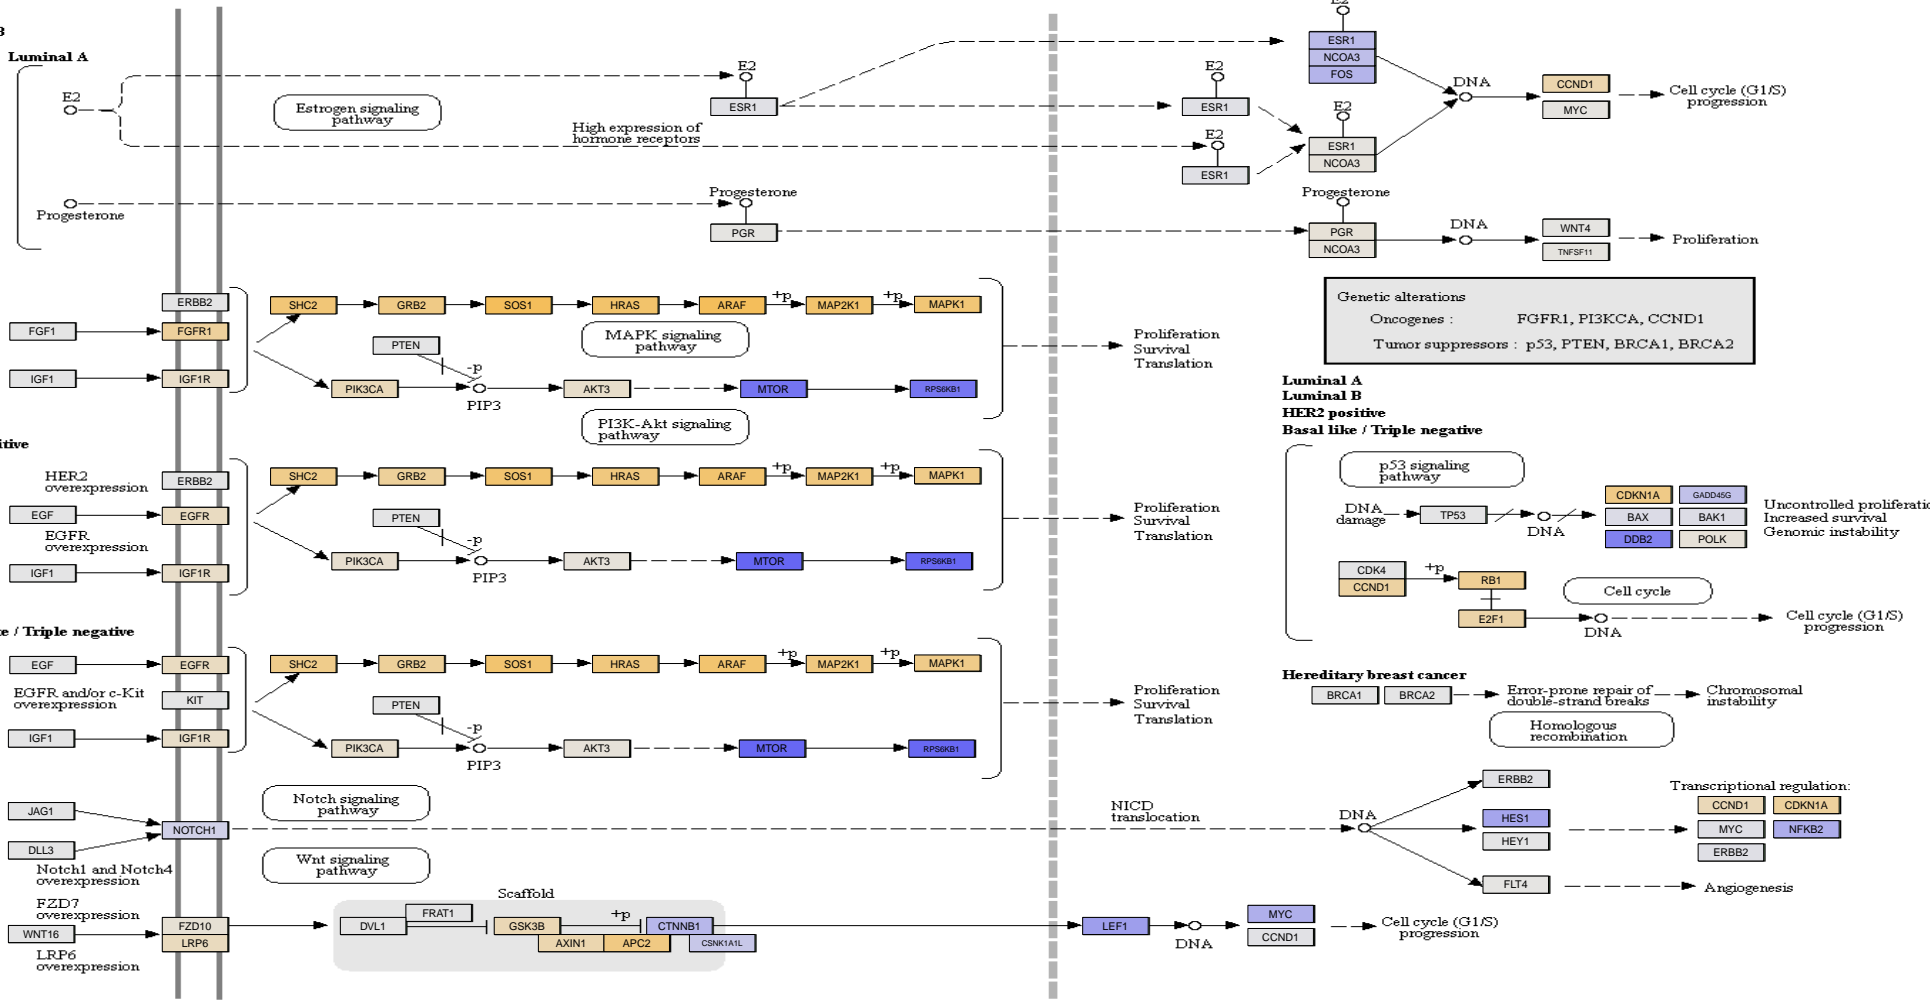 B
Luminal A
E2
Estrogen signaling
pathway
High expression of
hormone receptors
E2
ESR1
E2
ESR1
E2
ESR1
E2
ESR1
NCOA3
FOS
E2
ESR1
NCOA3
DNA
CCND1
MYC
Cell cycle (G1/S)
progression
Progesterone
Progesterone
PGR
Progesterone
PGR
NCOA3
DNA
WNT4
TNFSF11
Proliferation
ERBB2
FGF1
FGFR1
IGF1
IGF1R
SHC2
GRB2
SOS1
HRAS
ARAF
+p
MAP2K1
+p
MAPK1
MAPK signaling
pathway
PTEN
-p
PIK3CA
PIP3
AKT3
MTOR
RPS6KB1
PI3K-Akt signaling
pathway
Proliferation
Survival
Translation
Genetic alterations
Oncogenes : FGFR1, PI3KCA, CCND1
Tumor suppressors : p53, PTEN, BRCA1, BRCA2
itive
HER2
overexpression
ERBB2
EGF
EGFR
EGFR
overexpression
IGF1
IGF1R
SHC2
GRB2
SOS1
HRAS
ARAF
+p
MAP2K1
+p
MAPK1
PTEN
-p
PIK3CA
PIP3
AKT3
MTOR
RPS6KB1
Proliferation
Survival
Translation
Luminal A
Luminal B
HER2 positive
Basal like / Triple negative
p53 signaling
pathway
DNA
damage
TP53
DNA
CDKN1A
GADD45G
BAX
BAK1
DDB2
POLK
Uncontrolled proliferatio
Increased survival
Genomic instability
CDK4
CCND1
+p
RB1
E2F1
Cell cycle
DNA
Cell cycle (G1/S)
progression
ke / Triple negative
EGF
EGFR
EGFR and/or c-Kit
overexpression
KIT
IGF1
IGF1R
SHC2
GRB2
SOS1
HRAS
ARAF
+p
MAP2K1
+p
MAPK1
PTEN
-p
PIK3CA
PIP3
AKT3
MTOR
RPS6KB1
Proliferation
Survival
Translation
Hereditary breast cancer
BRCA1
BRCA2
Error-prone repair of
double-strand breaks
Chromosomal
instability
Homologous
recombination
JAG1
DLL3
NOTCH1
Notch signaling
pathway
Notch1 and Notch4
overexpression
NICD
translocation
DNA
ERBB2
HES1
HEY1
FLT4
Transcriptional regulation:
CCND1
CDKN1A
MYC
NFKB2
ERBB2
Angiogenesis
Wnt signaling
pathway
FZD7
overexpression
WNT16
LRP6
overexpression
FZD10
LRP6
Scaffold
DVL1
FRAT1
GSK3B
+p
CTNNB1
AXIN1
APC2
CSNK1A1L
LEF1
DNA
MYC
CCND1
Cell cycle (G1/S)
progression